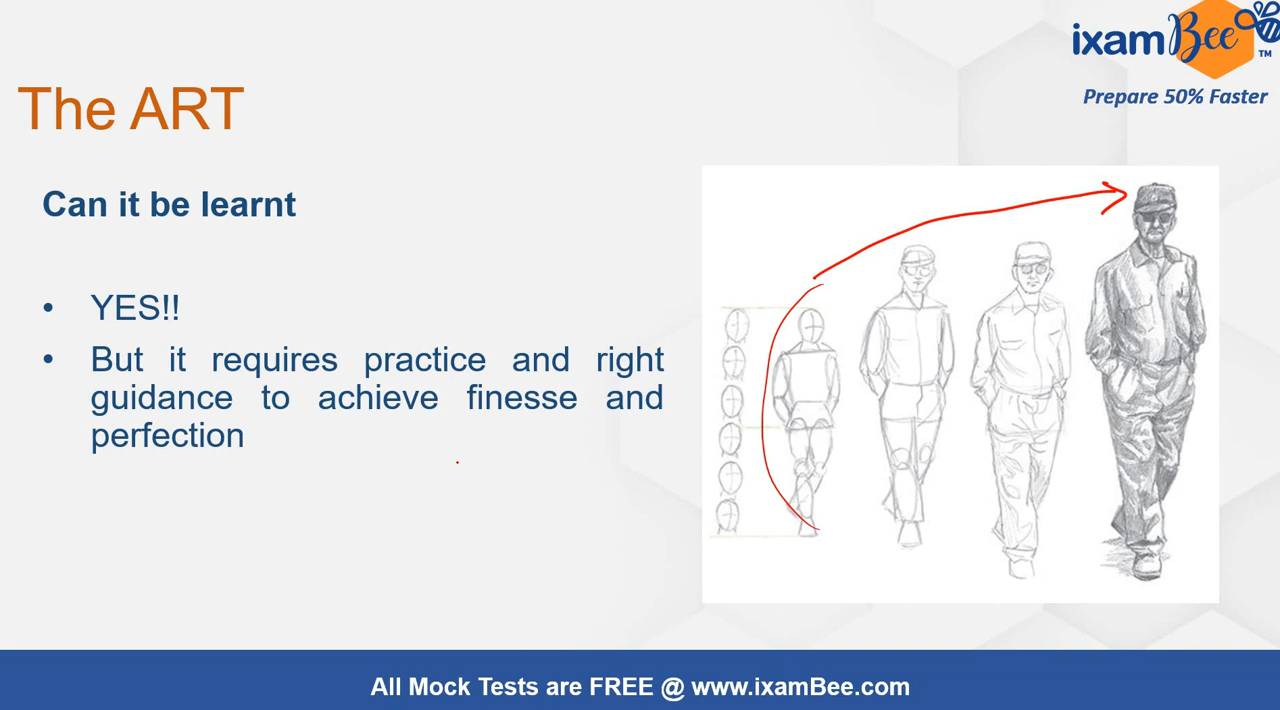 ixamBee
TM
Prepare 50% Faster
The ART
Can it be learnt
• YES!!
• But it requires practice and right
guidance to achieve finesse and
perfection
All Mock Tests are FREE @ www.ixamBee.com